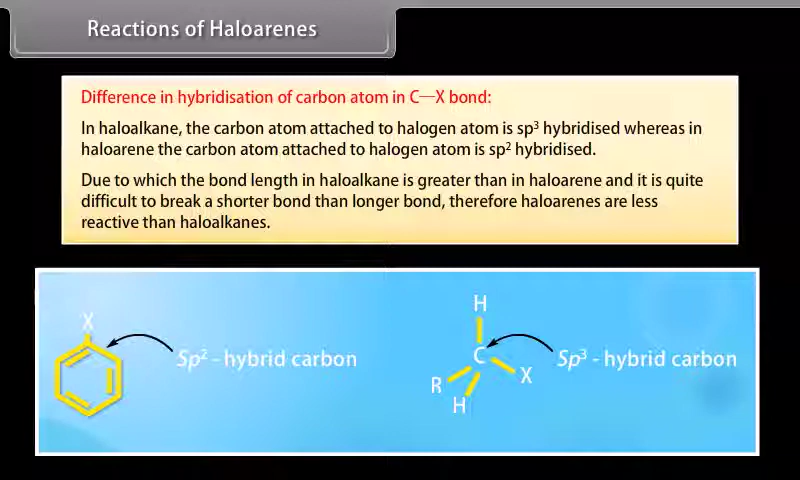 Reactions of Haloarenes
Difference in hybridisation of carbon atom in C—X bond:
In haloalkane, the carbon atom attached to halogen atom is sp³ hybridised whereas in
haloarene the carbon atom attached to halogen atom is sp² hybridised.
Due to which the bond length in haloalkane is greater than in haloarene and it is quite
difficult to break a shorter bond than longer bond, therefore haloarenes are less
reactive than haloalkanes.
X
Sp² - hybrid carbon
H
C
R
X
H
Sp³ - hybrid carbon